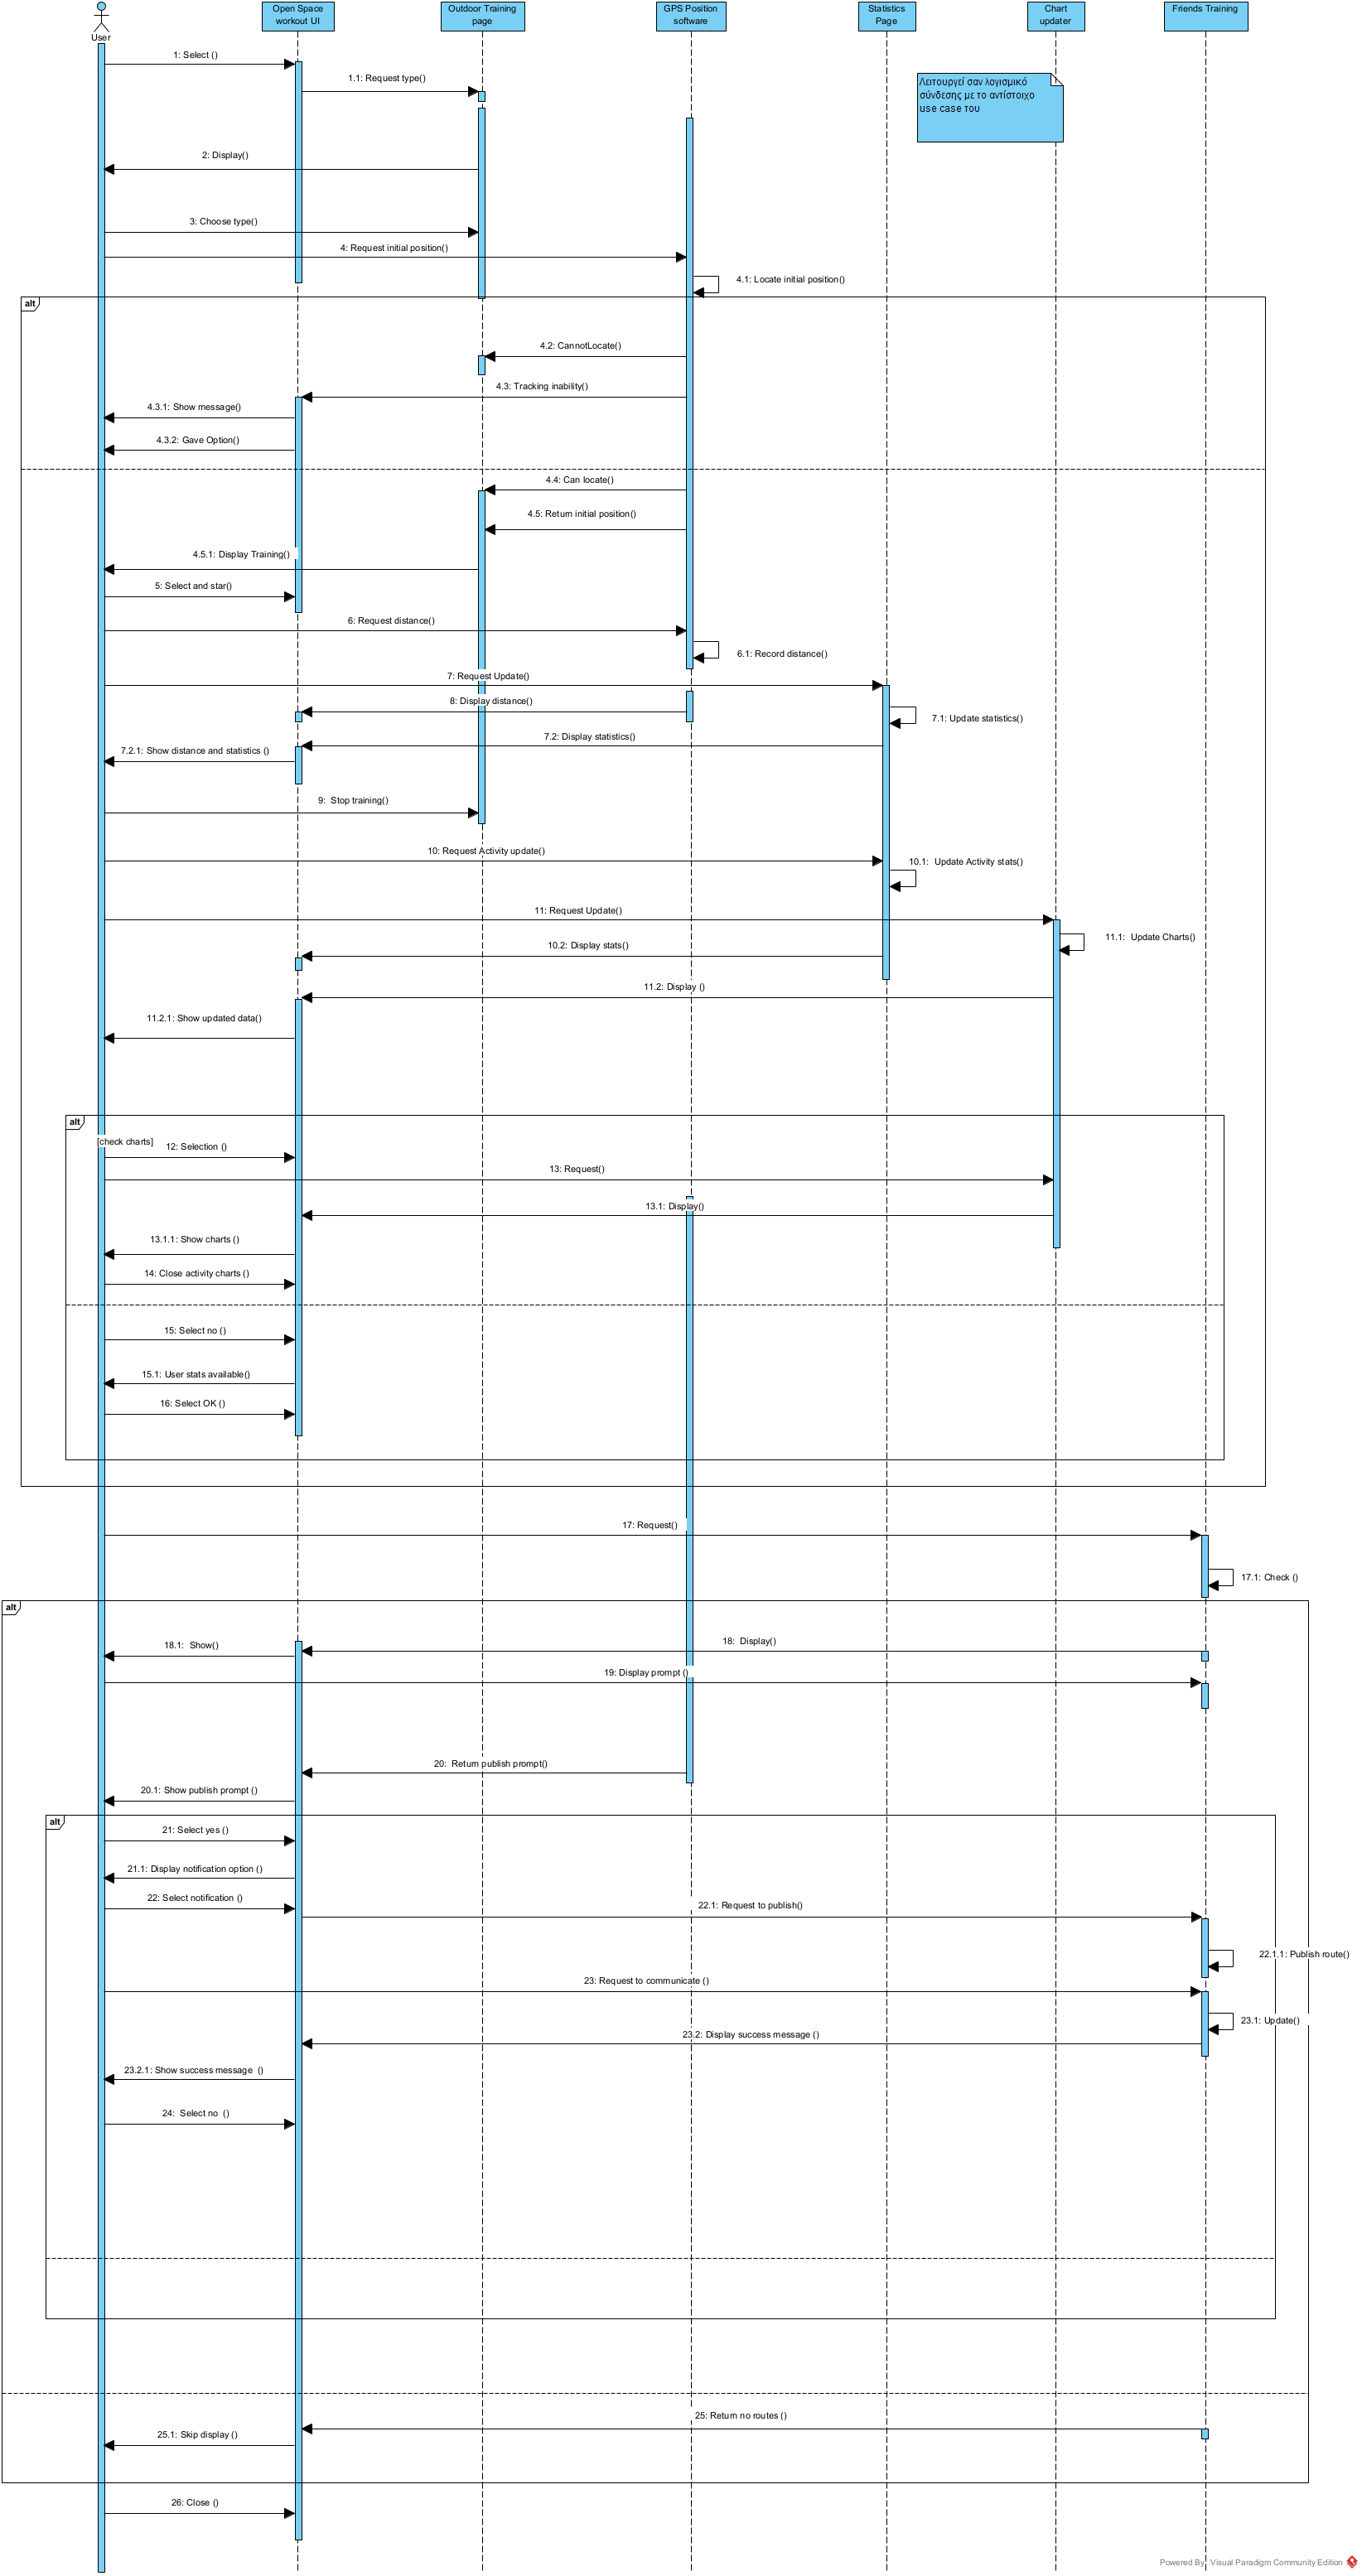 User
Open Space
workout UI
Outdoor Training
page
GPS Position
software
Statistics
Page
Chart
updater
Friends Training
1: Select ()
1.1: Request type()
Λειτουργεί σαν λογισμικό
σύνδεσης με το αντίστοιχο
use case του
2: Display()
3: Choose type()
4: Request initial position()
4.1: Locate initial position()
alt
4.2: CannotLocate()
4.3: Tracking inability()
4.3.1: Show message()
4.3.2: Gave Option()
4.4: Can locate()
4.5: Return initial position()
4.5.1: Display Training()
5: Select and star()
6: Request distance()
6.1: Record distance()
7: Request Update()
8: Display distance()
7.1: Update statistics()
7.2: Display statistics()
7.2.1: Show distance and statistics ()
9: Stop training()
10: Request Activity update()
10.1: Update Activity stats()
11: Request Update()
11.1: Update Charts()
10.2: Display stats()
11.2: Display ()
11.2.1: Show updated data()
alt
[check charts]
12: Selection ()
13: Request()
13.1: Display()
13.1.1: Show charts ()
14: Close activity charts ()
15: Select no ()
15.1: User stats available()
16: Select OK ()
17: Request()
17.1: Check ()
alt
18: Display()
18.1: Show()
19: Display prompt ()
20: Return publish prompt()
20.1: Show publish prompt ()
alt
21: Select yes ()
21.1: Display notification option ()
22: Select notification ()
22.1: Request to publish()
22.1.1: Publish route()
23: Request to communicate ()
23.1: Update()
23.2: Display success message ()
23.2.1: Show success message ()
24: Select no ()
25: Return no routes ()
25.1: Skip display ()
26: Close ()
Powered By: Visual Paradigm Community Edition